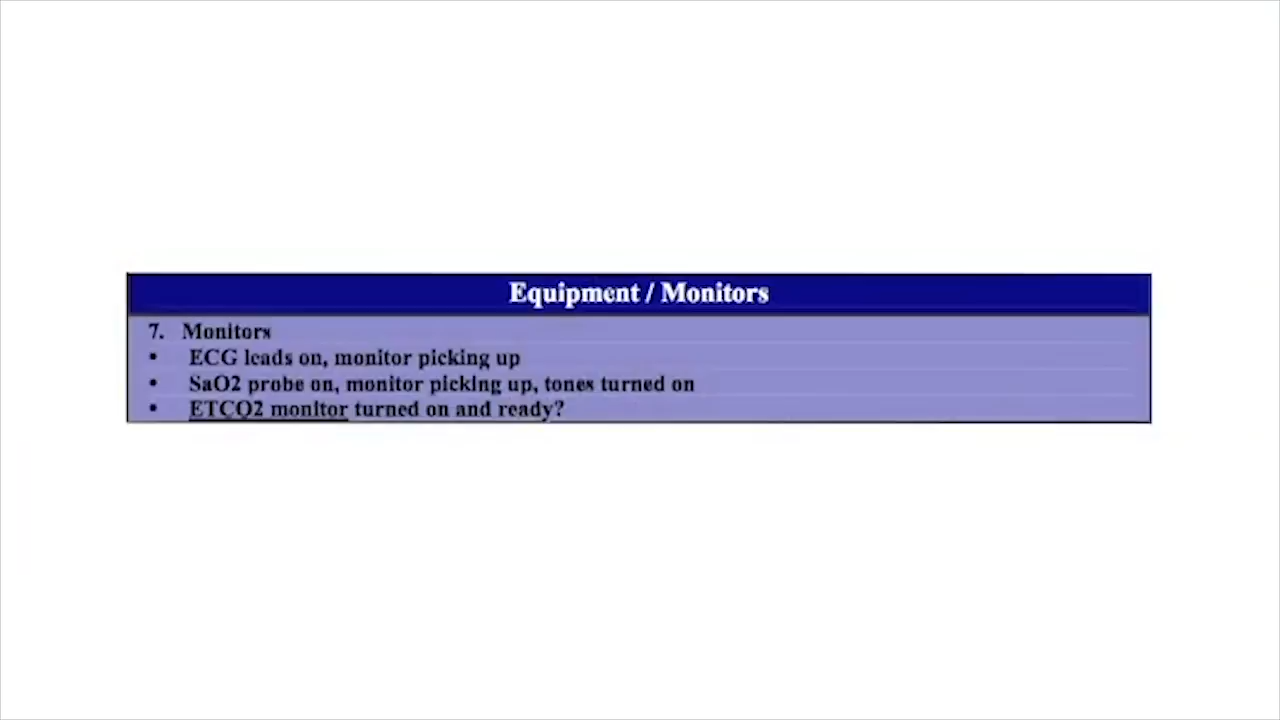 Equipment / Monitors
7. Monitors
• ECG leads on, monitor picking up
• SaO2 probe on, monitor picking up, tones turned on
• ETCO2 monitor turned on and ready?